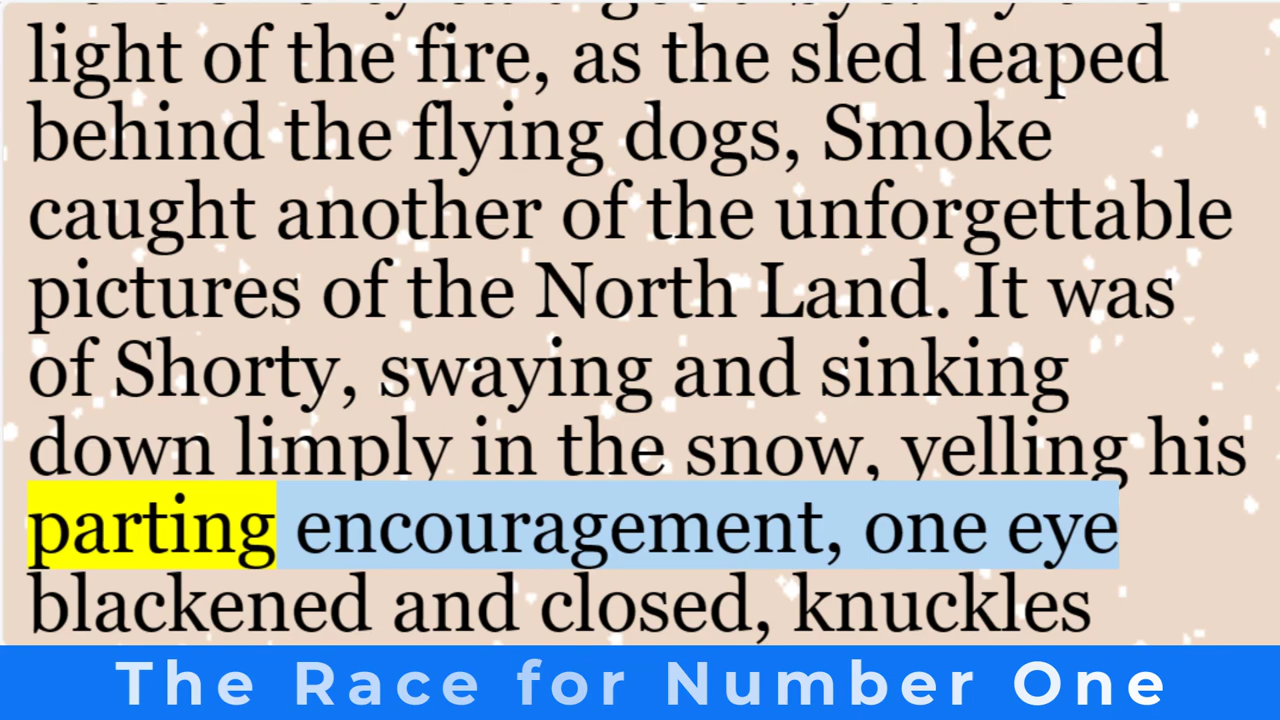 light of the fire, as the sled leaped
behind the flying dogs, Smoke
caught another of the unforgettable
pictures of the North Land. It was
of Shorty, swaying and sinking
down limply in the snow, yelling his
parting encouragement, one eye
blackened and closed, knuckles
The Race for Number One